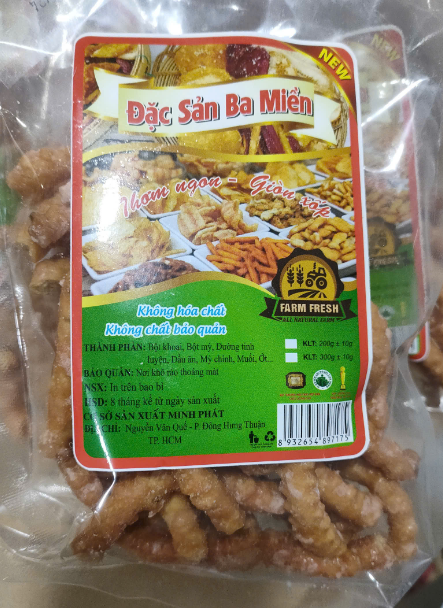 NEW
Đặc Sản Ba Miền
Thơm ngon - Giòn xốp
Không hóa chất
Không chất bảo quản
FARM FRESH
ALL NATURAL FARM
THÀNH PHẦN: Bột khoai, Bột mỳ, Đường tinh
luyện, Dầu ăn, Mỳ chính, Muối, Ớt...
BẢO QUẢN: Nơi khô ráo thoáng mát
NSX: In trên bao bì
USD: 8 tháng kể từ ngày sản xuất
CƠ SỞ SẢN XUẤT MINH PHÁT
ĐỊA CHỈ: Nguyễn Văn Quế - P. Đông Hưng Thuận
TP. HCM
KLT: 200g ± 10g
KLT: 300g ± 10g
8 932654 897175